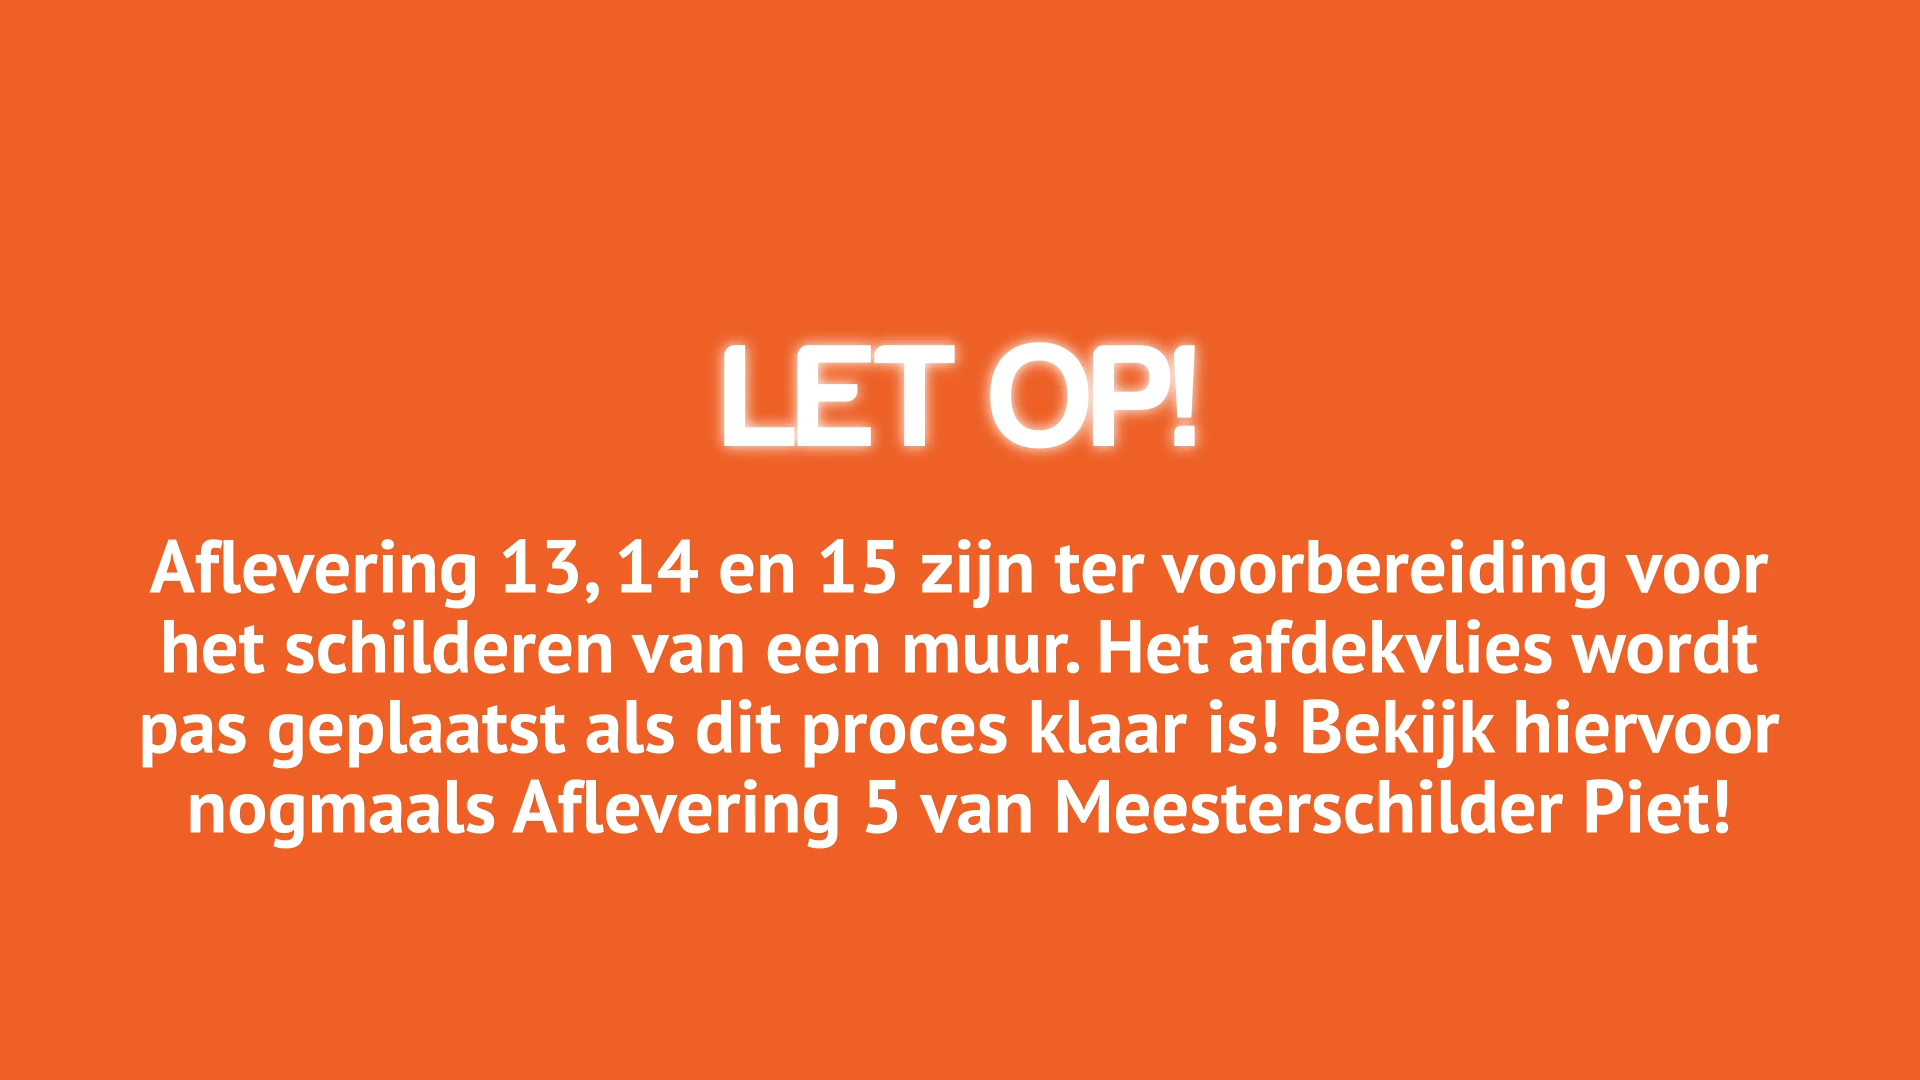 LET OP!
Aflevering 13, 14 en 15 zijn ter voorbereiding voor
het schilderen van een muur. Het afdekvlies wordt
pas geplaatst als dit proces klaar is! Bekijk hiervoor
nogmaals Aflevering 5 van Meesterschilder Piet!